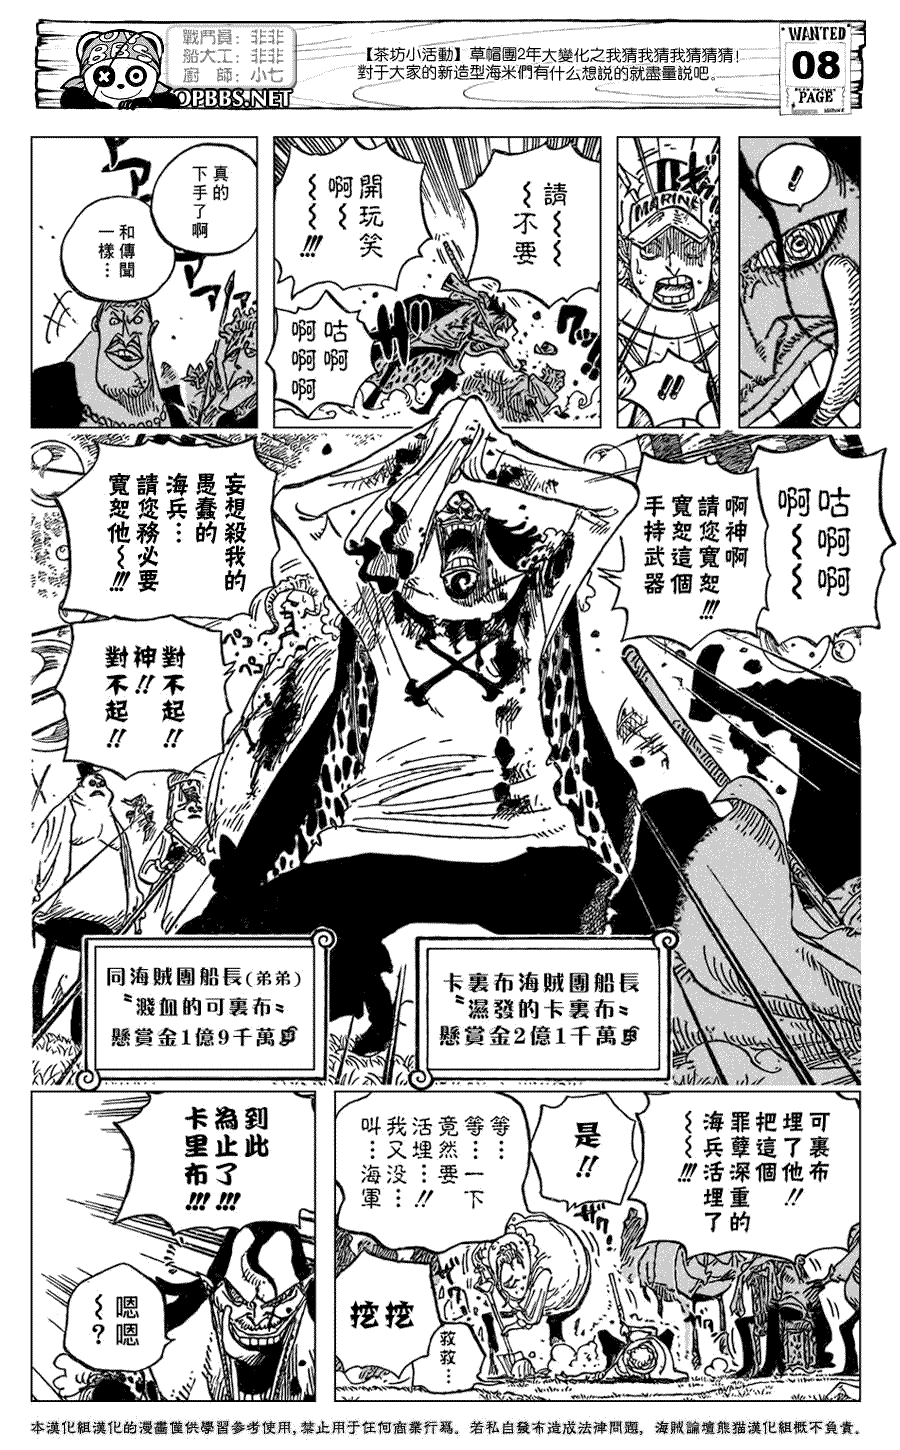 戰鬥員：非非
船大工：非非
廚　師：小七
OPBBS.NET
【茶坊小活動】草帽團2年大變化之我猜我猜我猜猜猜！
對于大家的新造型海米們有什么想説的就盡量説吧。
WANTED
08
PAGE
！
MARINE
！！
請～～
～不要
開玩笑
啊～
～～～!!!
咕啊
啊啊
啊啊
真的
下手了啊
和傳聞
一樣…
咕啊啊
啊～～
啊神啊
請您寬恕!!!
寬恕這個
手持武器
妄想殺我的
愚蠢的
海兵…
請您務必要
寬恕他～!!!
對不起!!
神!!
對不起!!
卡裏布海賊團船長
〝濕發的卡裏布〞
懸賞金2億1千萬
同海賊團船長(弟弟)
〝濺血的可裏布〞
懸賞金1億9千萬
可裏布
埋了他!!
把這個
罪孽深重的
海兵活埋了
～～!!!
是!!
等…
等…一下
竟然要
活埋…!!
我又没…
叫…海軍
挖挖
救救…
到此
為止了!!!
卡里布!!!
嗯嗯
～？
本漢化組漢化的漫畫僅供學習參考使用,禁止用于任何商業行爲。若私自發布造成法律問題，海賊論壇熊猫漢化組概不負責。